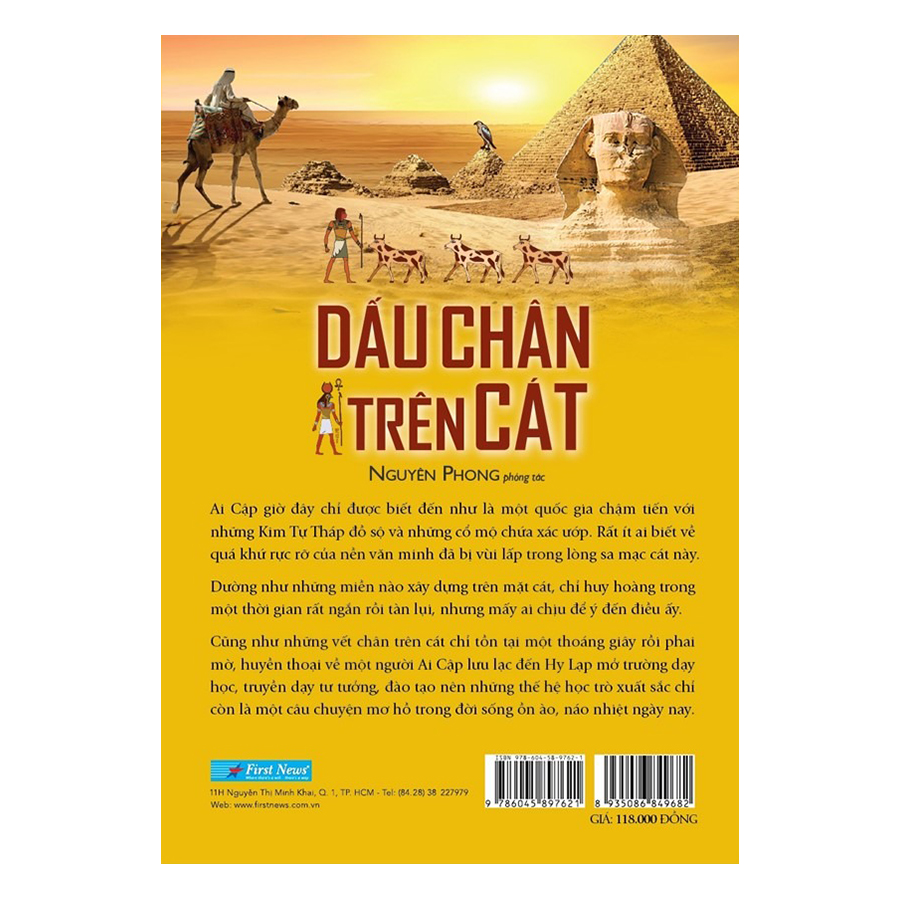 DẤU CHÂN
TRÊN CÁT
NGUYÊN PHONG phóng tác
Ai Cập giờ đây chỉ được biết đến như là một quốc gia chậm tiến với
những Kim Tự Tháp đồ sộ và những cổ mộ chứa xác ướp. Rất ít ai biết về
quá khứ rực rỡ của nền văn minh đã bị vùi lấp trong lòng sa mạc cát này.
Dường như những miền nào xây dựng trên mặt cát, chỉ huy hoàng trong
một thời gian rất ngắn rồi tàn lụi, nhưng mấy ai chịu để ý đến điều ấy.
Cũng như những vết chân trên cát chỉ tồn tại một thoáng giây rồi phai
mờ, huyền thoại về một người Ai Cập lưu lạc đến Hy Lạp mở trường dạy
học, truyền dạy tư tưởng, đào tạo nên những thế hệ học trò xuất sắc chỉ
còn là một câu chuyện mơ hồ trong đời sống ồn ào, náo nhiệt ngày nay.
First News®
11H Nguyễn Thị Minh Khai, Q. 1, TP. HCM - Tel: (84.28) 38 227979
Web: www.firstnews.com.vn
ISBN 978-604-58-9762-1
9 786045 897621
8 935086 849682
GIÁ: 118.000 ĐỒNG